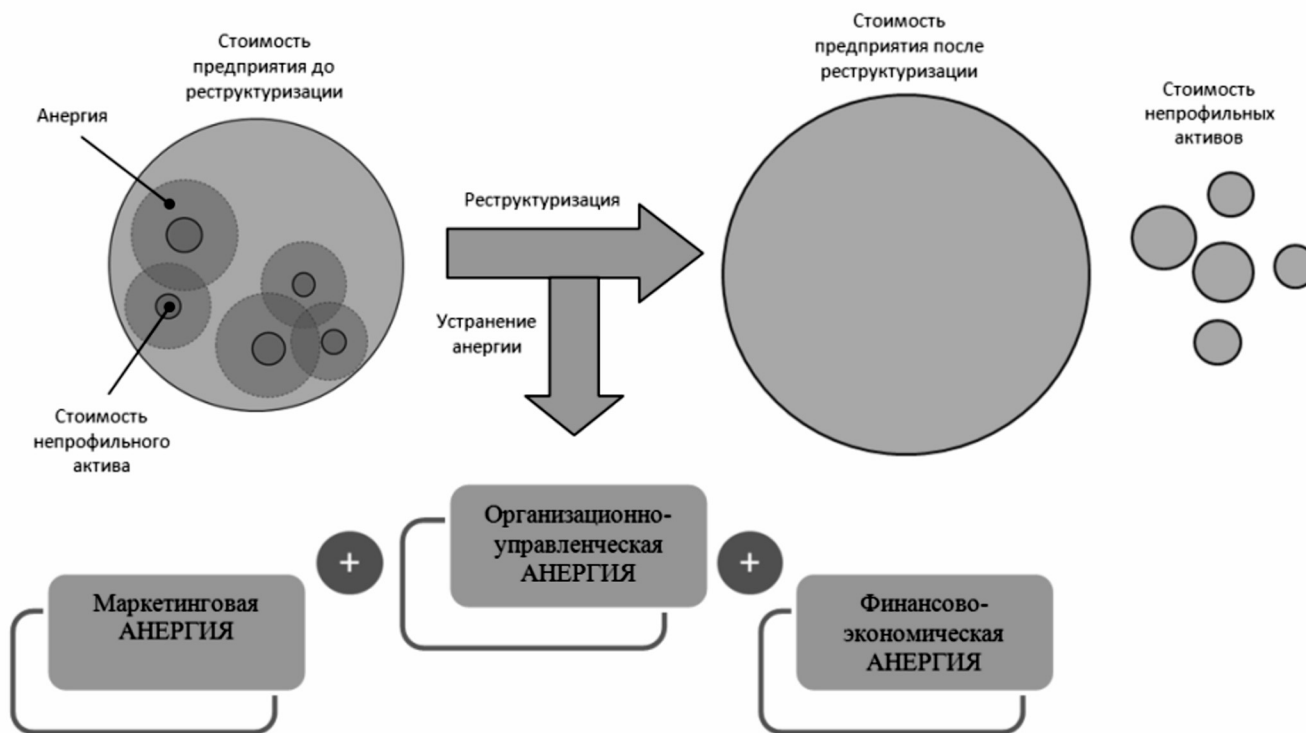 Стоимость
предприятия до
реструктуризации
Анергия
Стоимость
непрофильного
актива
Реструктуризация
Устранение
анергии
Стоимость
предприятия после
реструктуризации
Стоимость
непрофильных
активов
Маркетинговая
АНЕРГИЯ
+
Организационно-
управленческая
АНЕРГИЯ
+
Финансово-
экономическая
АНЕРГИЯ